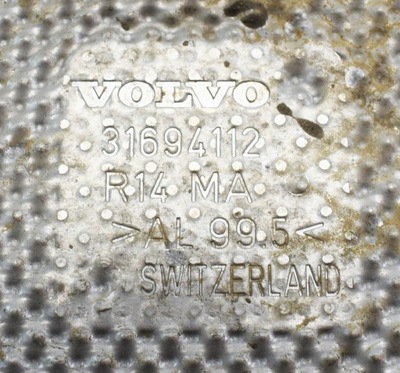 VOLVO
31694112
R14 MA
>AL 99.5<
SWITZERLAND